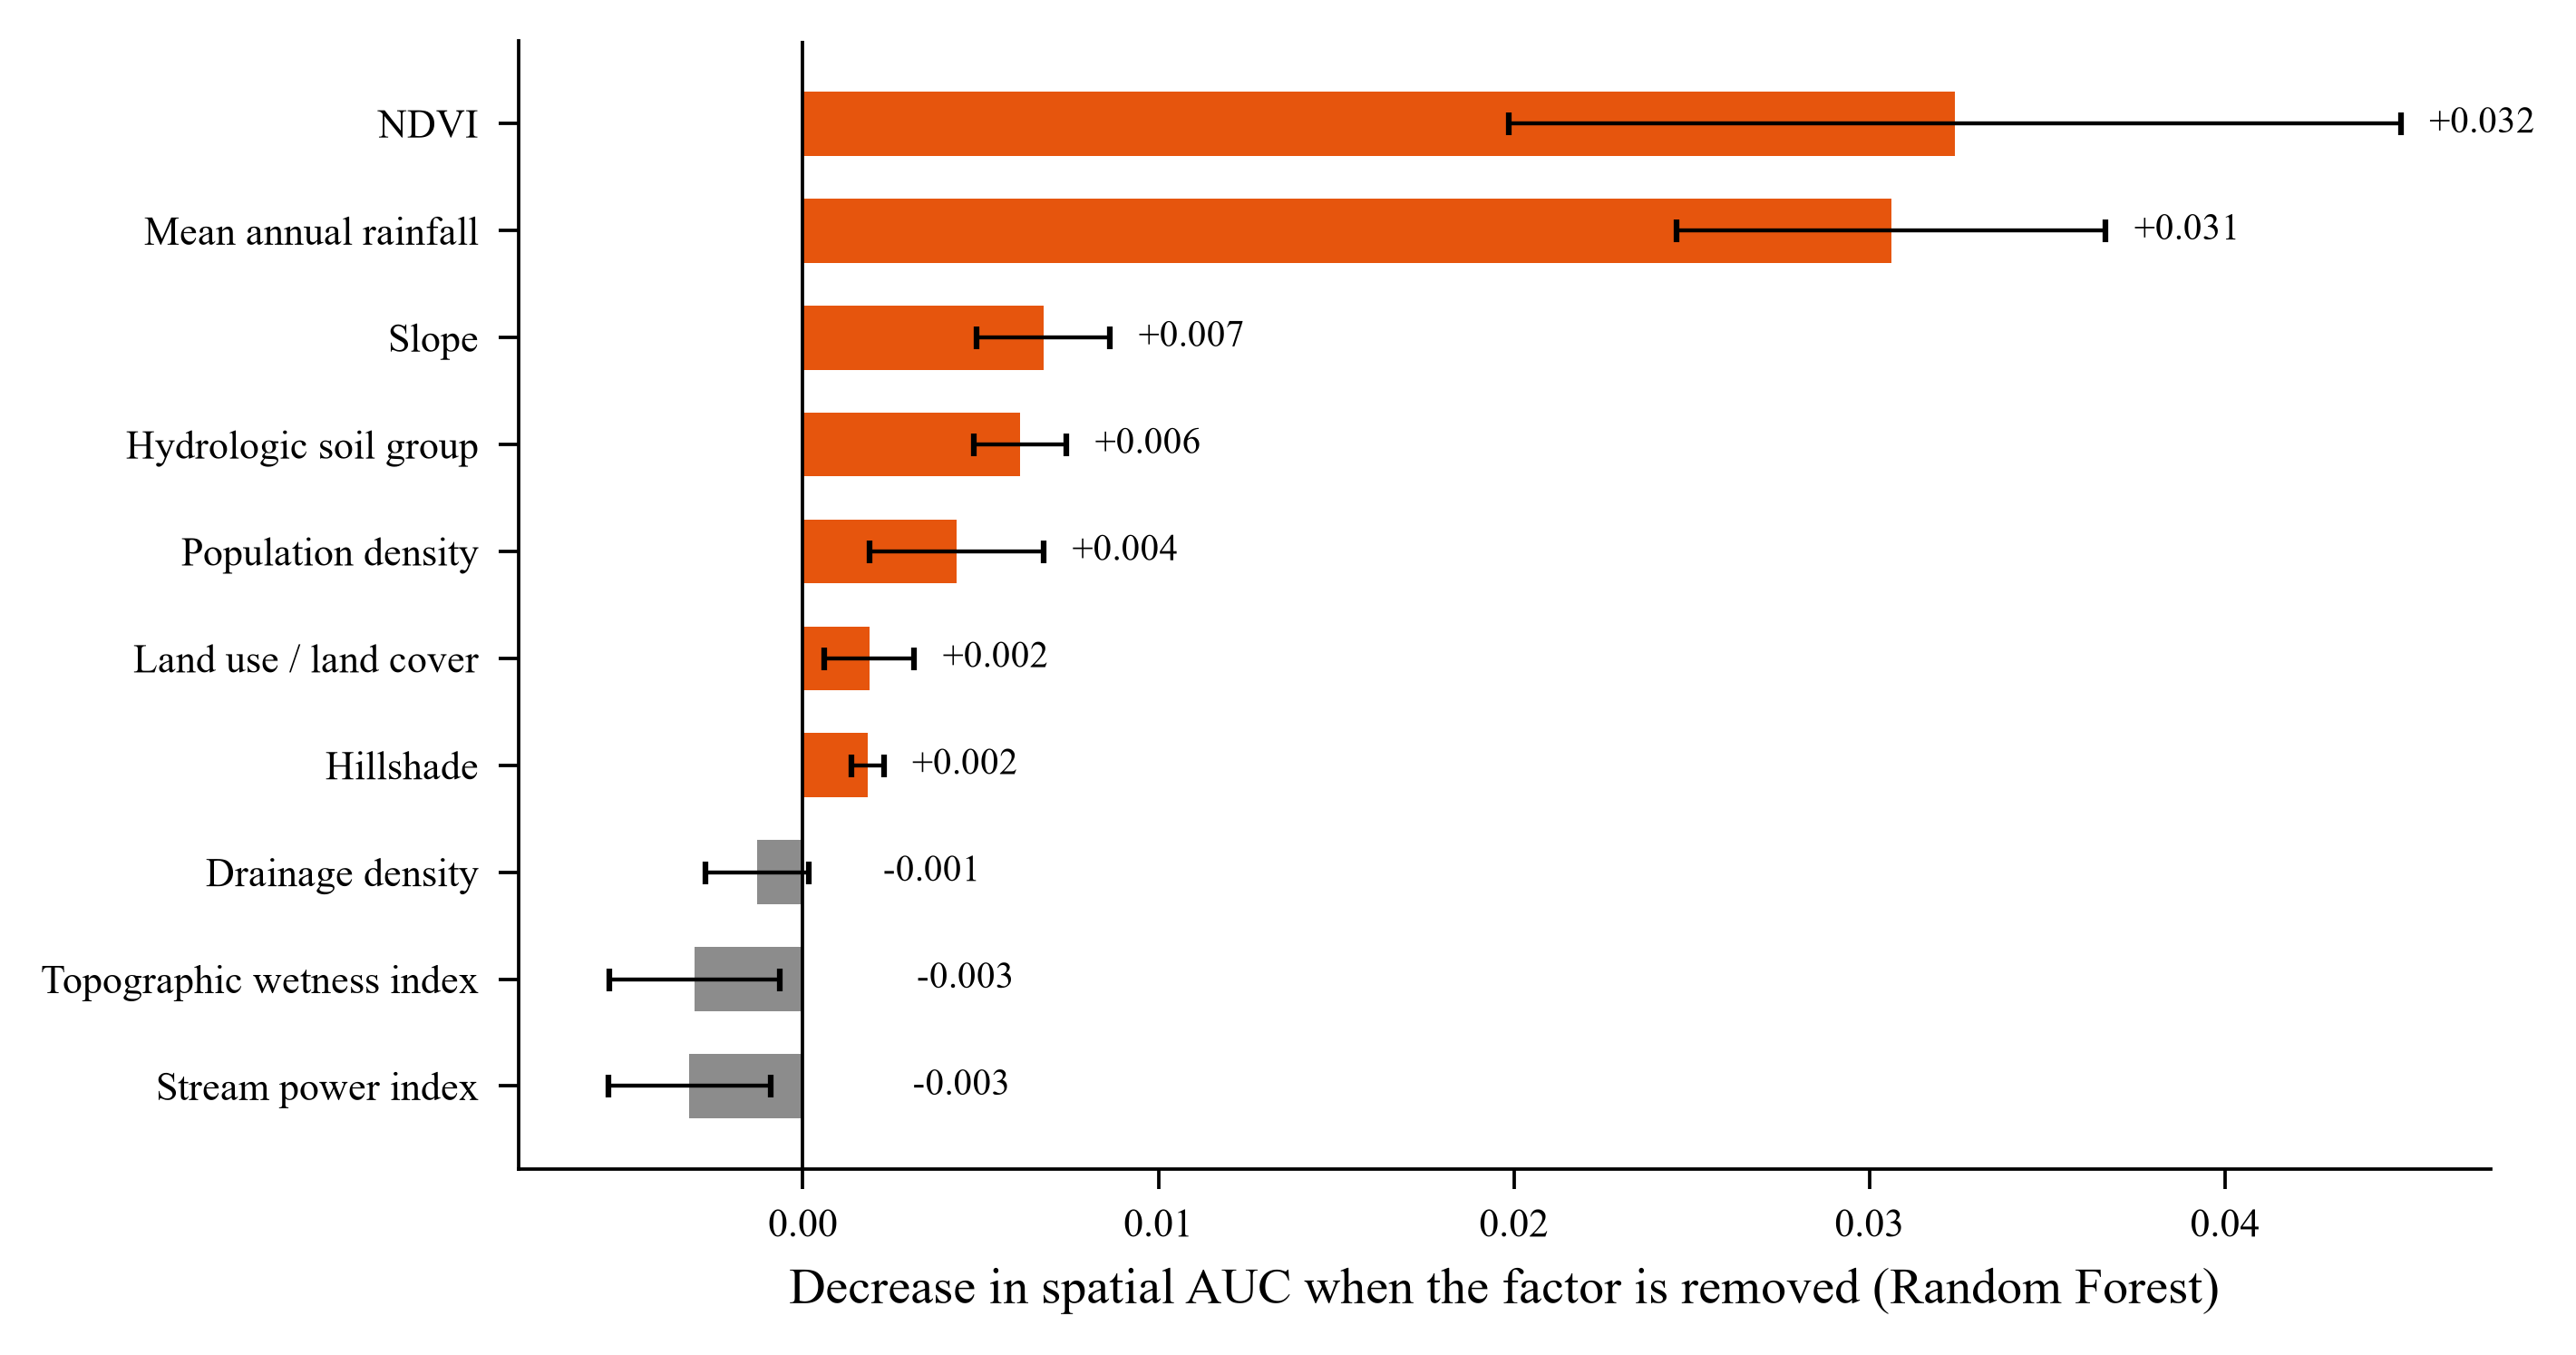 NDVI +0.032
Mean annual rainfall +0.031
Slope +0.007
Hydrologic soil group +0.006
Population density +0.004
Land use / land cover +0.002
Hillshade +0.002
Drainage density -0.001
Topographic wetness index -0.003
Stream power index -0.003
0.00 0.01 0.02 0.03 0.04
Decrease in spatial AUC when the factor is removed (Random Forest)